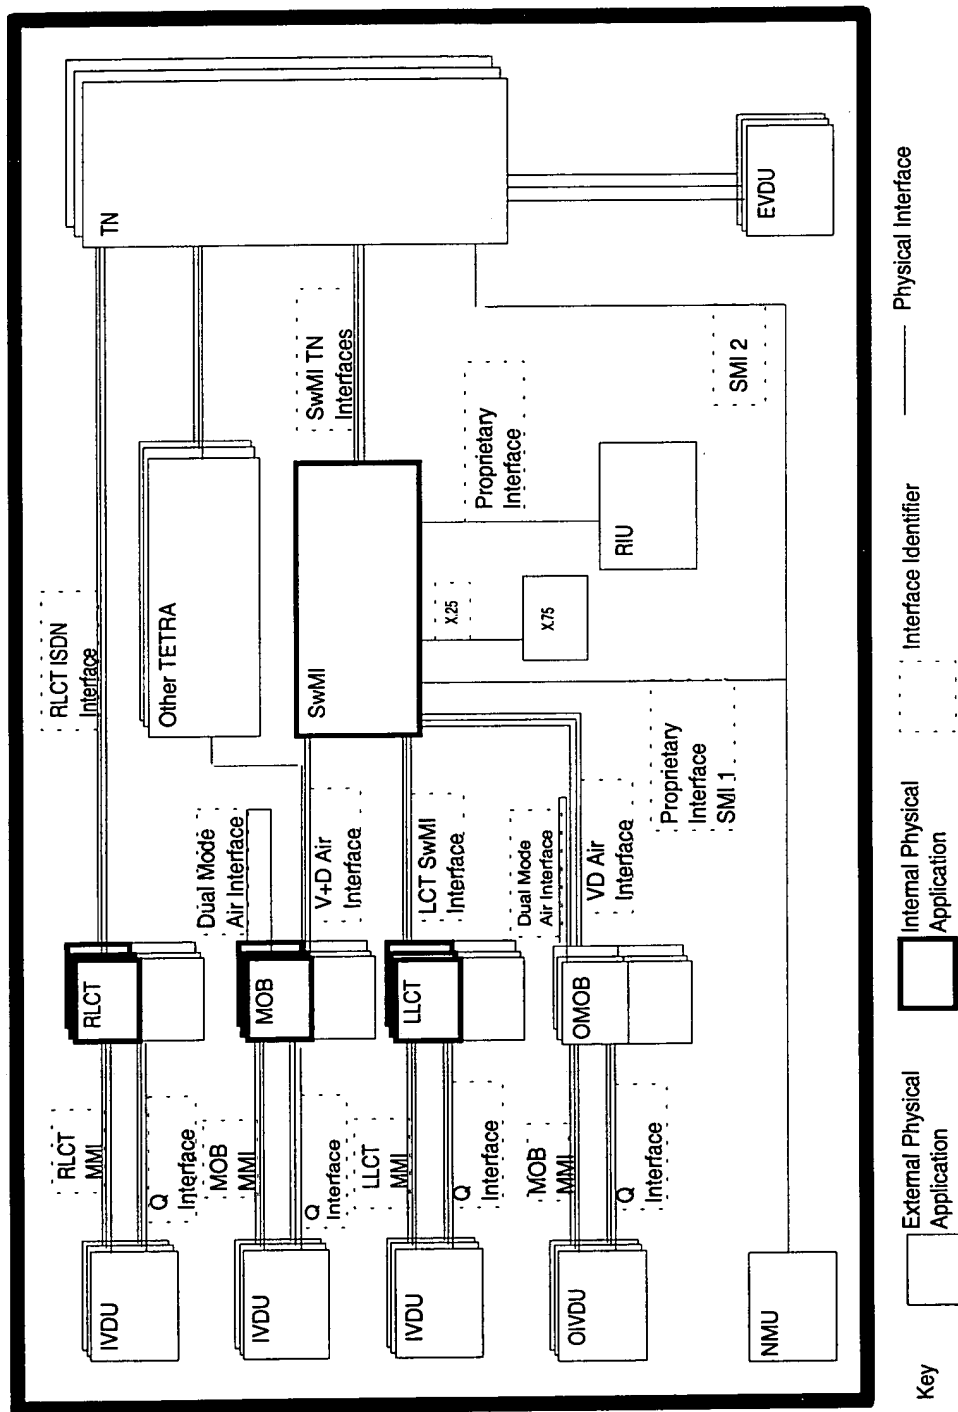 IVDU
RLCT
MMI
Q
Interface
RLCT
RLCT ISDN
Interface
TN
IVDU
MOB
MMI
Q
Interface
MOB
Dual Mode
Air Interface
V+D Air
Interface
Other TETRA
IVDU
LLCT
MMI
Q
Interface
LLCT
LCT SwMI
Interface
SwMI
SwMI TN
Interfaces
X.25
X.75
Proprietary
Interface
RIU
OIVDU
MOB
MMI
Q
Interface
OMOB
Dual Mode
Air Interface
VD Air
Interface
Proprietary
Interface
SMI 1
SMI 2
NMU
EVDU
Key
External Physical
Application
Internal Physical
Application
Interface Identifier
Physical Interface